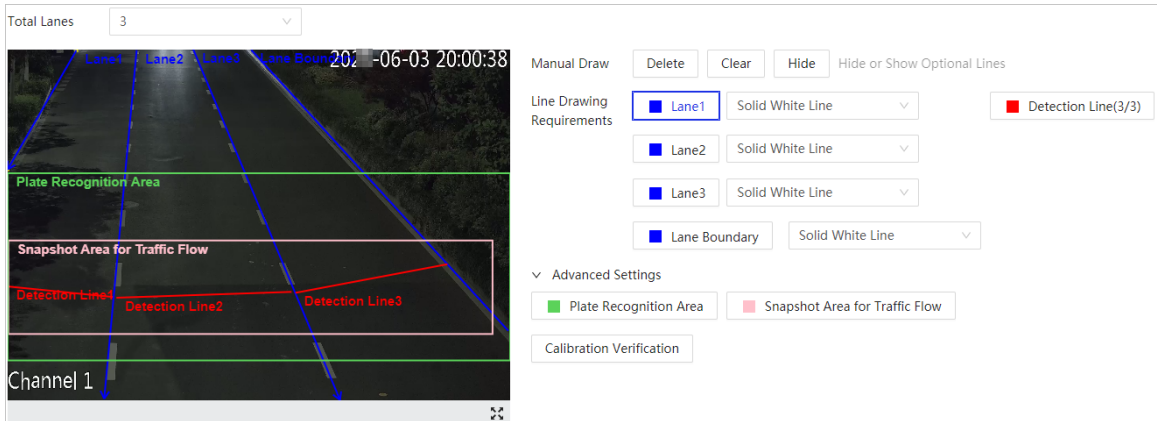 Total Lanes 3
Lane1 Lane2 Lane3 Lane Boundary 202 -06-03 20:00:38
Plate Recognition Area
Snapshot Area for Traffic Flow
Detection Line1 Detection Line2 Detection Line3
Channel 1
Manual Draw Delete Clear Hide Hide or Show Optional Lines
Line Drawing Requirements Lane1 Solid White Line Detection Line(3/3)
Lane2 Solid White Line
Lane3 Solid White Line
Lane Boundary Solid White Line
Advanced Settings
Plate Recognition Area Snapshot Area for Traffic Flow
Calibration Verification